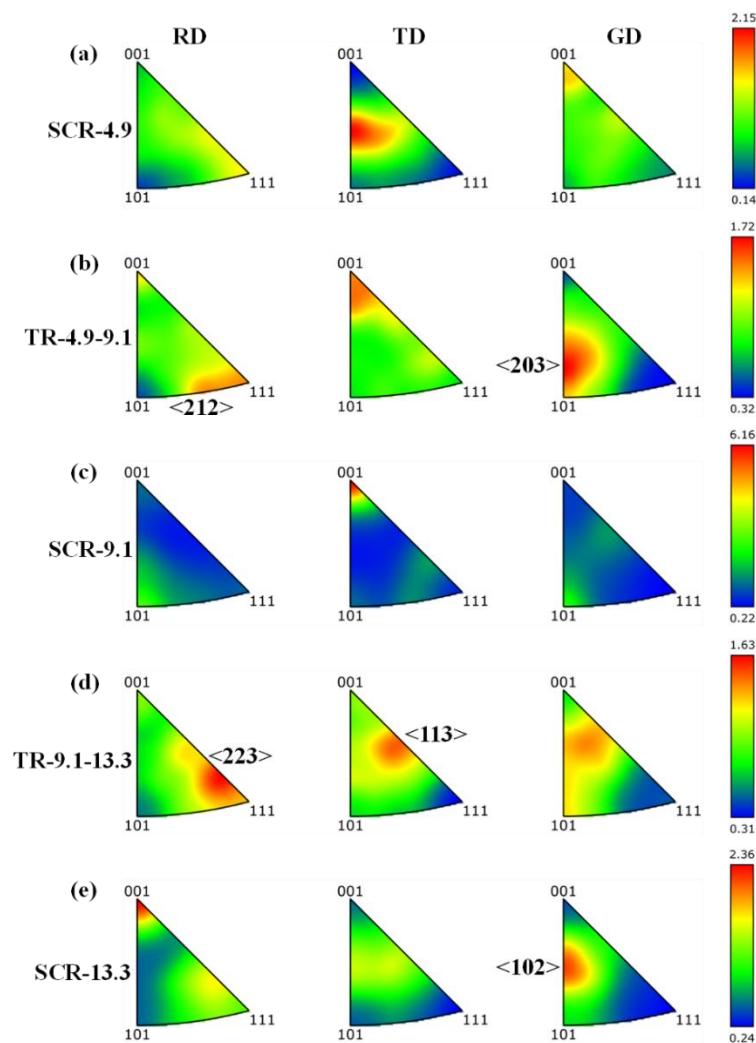 RD TD GD
(a) 001 001 001 2.15
SCR-4.9
101 111 101 111 101 111 0.14
(b) 001 001 001 1.72
TR-4.9-9.1 <203>
101 111 101 111 101 111 0.32
<212>
(c) 001 001 001 6.16
SCR-9.1
101 111 101 111 101 111 0.22
(d) 001 001 001 1.63
TR-9.1-13.3 <223> <113>
101 111 101 111 101 111 0.31
(e) 001 001 001 2.36
SCR-13.3 <102>
101 111 101 111 101 111 0.24